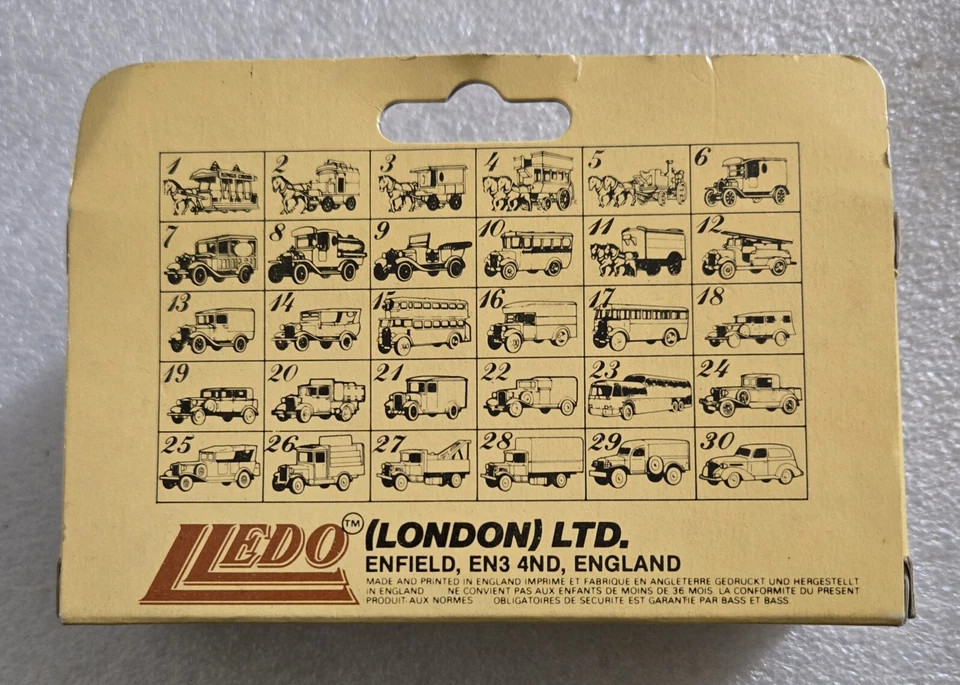 1 2 3 4 5 6
7 8 9 10 11 12
13 14 15 16 17 18
19 20 21 22 23 24
25 26 27 28 29 30
LLEDO TM (LONDON) LTD.
ENFIELD, EN3 4ND, ENGLAND
MADE AND PRINTED IN ENGLAND IMPRIME ET FABRIQUE EN ANGLETERRE GEDRUCKT UND HERGESTELLT
IN ENGLAND NE CONVIENT PAS AUX ENFANTS DE MOINS DE 36 MOIS. LA CONFORMITE DU PRESENT
PRODUIT AUX NORMES OBLIGATOIRES DE SECURITE EST GARANTIE PAR BASS ET BASS.